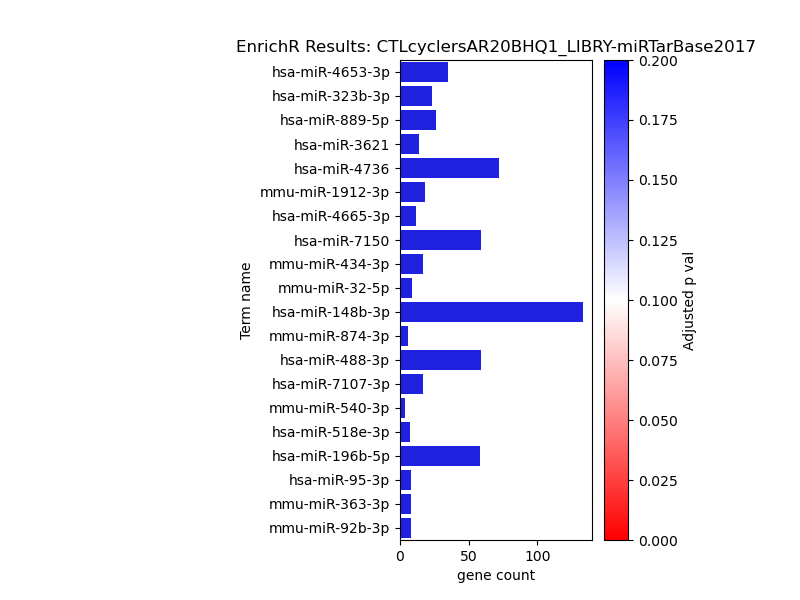 EnrichR Results: CTLcyclersAR20BHQ1_LIBRY-miRTarBase2017
hsa-miR-4653-3p
hsa-miR-323b-3p
hsa-miR-889-5p
hsa-miR-3621
hsa-miR-4736
mmu-miR-1912-3p
hsa-miR-4665-3p
hsa-miR-7150
mmu-miR-434-3p
mmu-miR-32-5p
hsa-miR-148b-3p
mmu-miR-874-3p
hsa-miR-488-3p
hsa-miR-7107-3p
mmu-miR-540-3p
hsa-miR-518e-3p
hsa-miR-196b-5p
hsa-miR-95-3p
mmu-miR-363-3p
mmu-miR-92b-3p
Term name
0 50 100
gene count
0.200
0.175
0.150
0.125
0.100
0.075
0.050
0.025
0.000
Adjusted p val